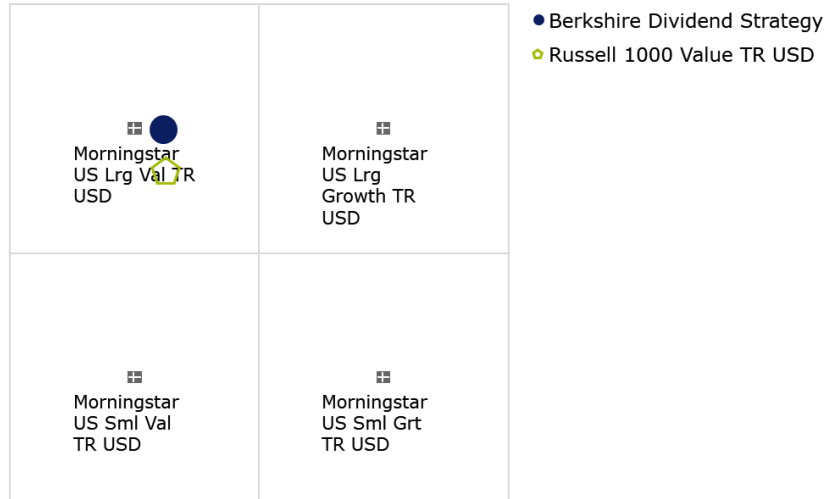 Berkshire Dividend Strategy
Russell 1000 Value TR USD
Morningstar
US Lrg Val TR
USD
Morningstar
US Lrg
Growth TR
USD
Morningstar
US Sml Val
TR USD
Morningstar
US Sml Grt
TR USD